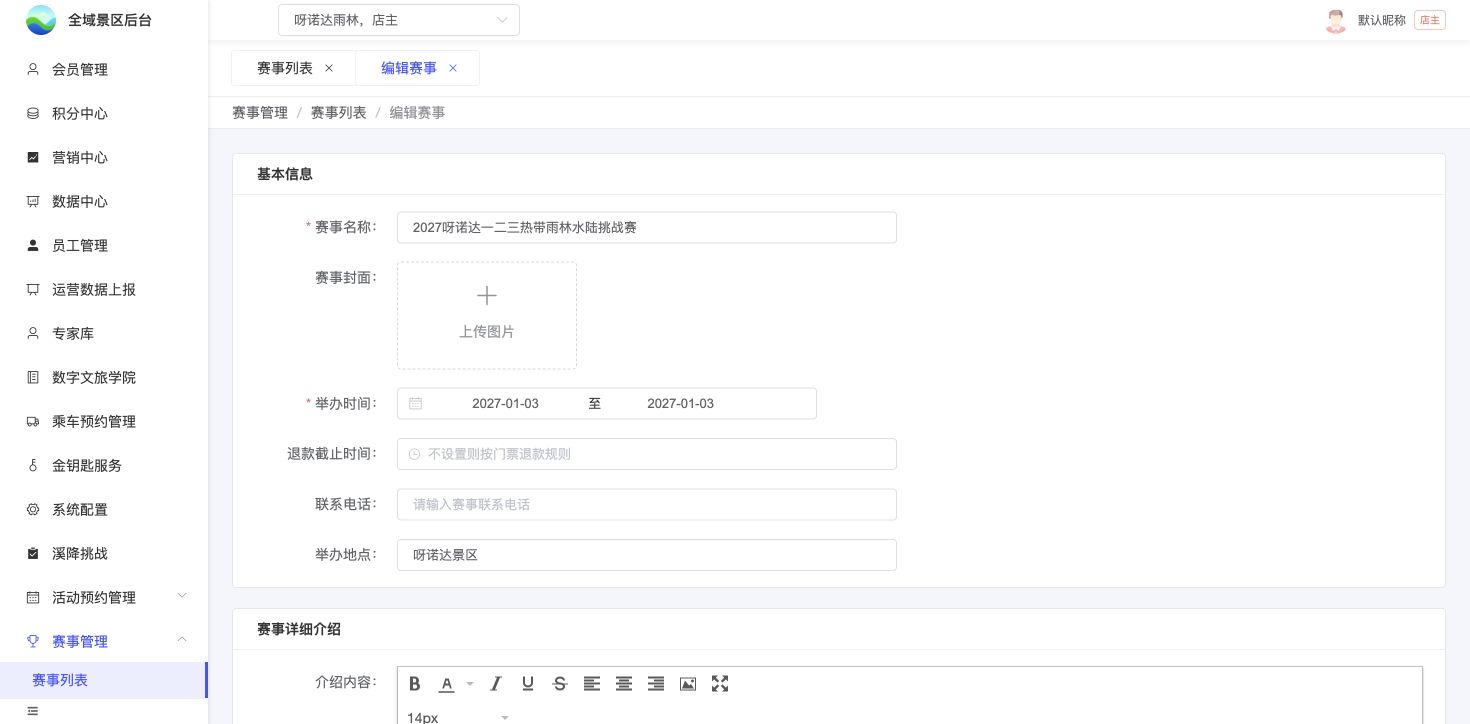 全域景区后台
呀诺达雨林，店主
默认昵称 店主
会员管理
积分中心
营销中心
数据中心
员工管理
运营数据上报
专家库
数字文旅学院
乘车预约管理
金钥匙服务
系统配置
溪降挑战
活动预约管理
赛事管理
赛事列表
赛事列表 × 编辑赛事 ×
赛事管理 / 赛事列表 / 编辑赛事
基本信息
* 赛事名称： 2027呀诺达一二三热带雨林水陆挑战赛
赛事封面：
上传图片
* 举办时间： 2027-01-03 至 2027-01-03
退款截止时间： 不设置则按门票退款规则
联系电话： 请输入赛事联系电话
举办地点： 呀诺达景区
赛事详细介绍
介绍内容： B A I U S
14px